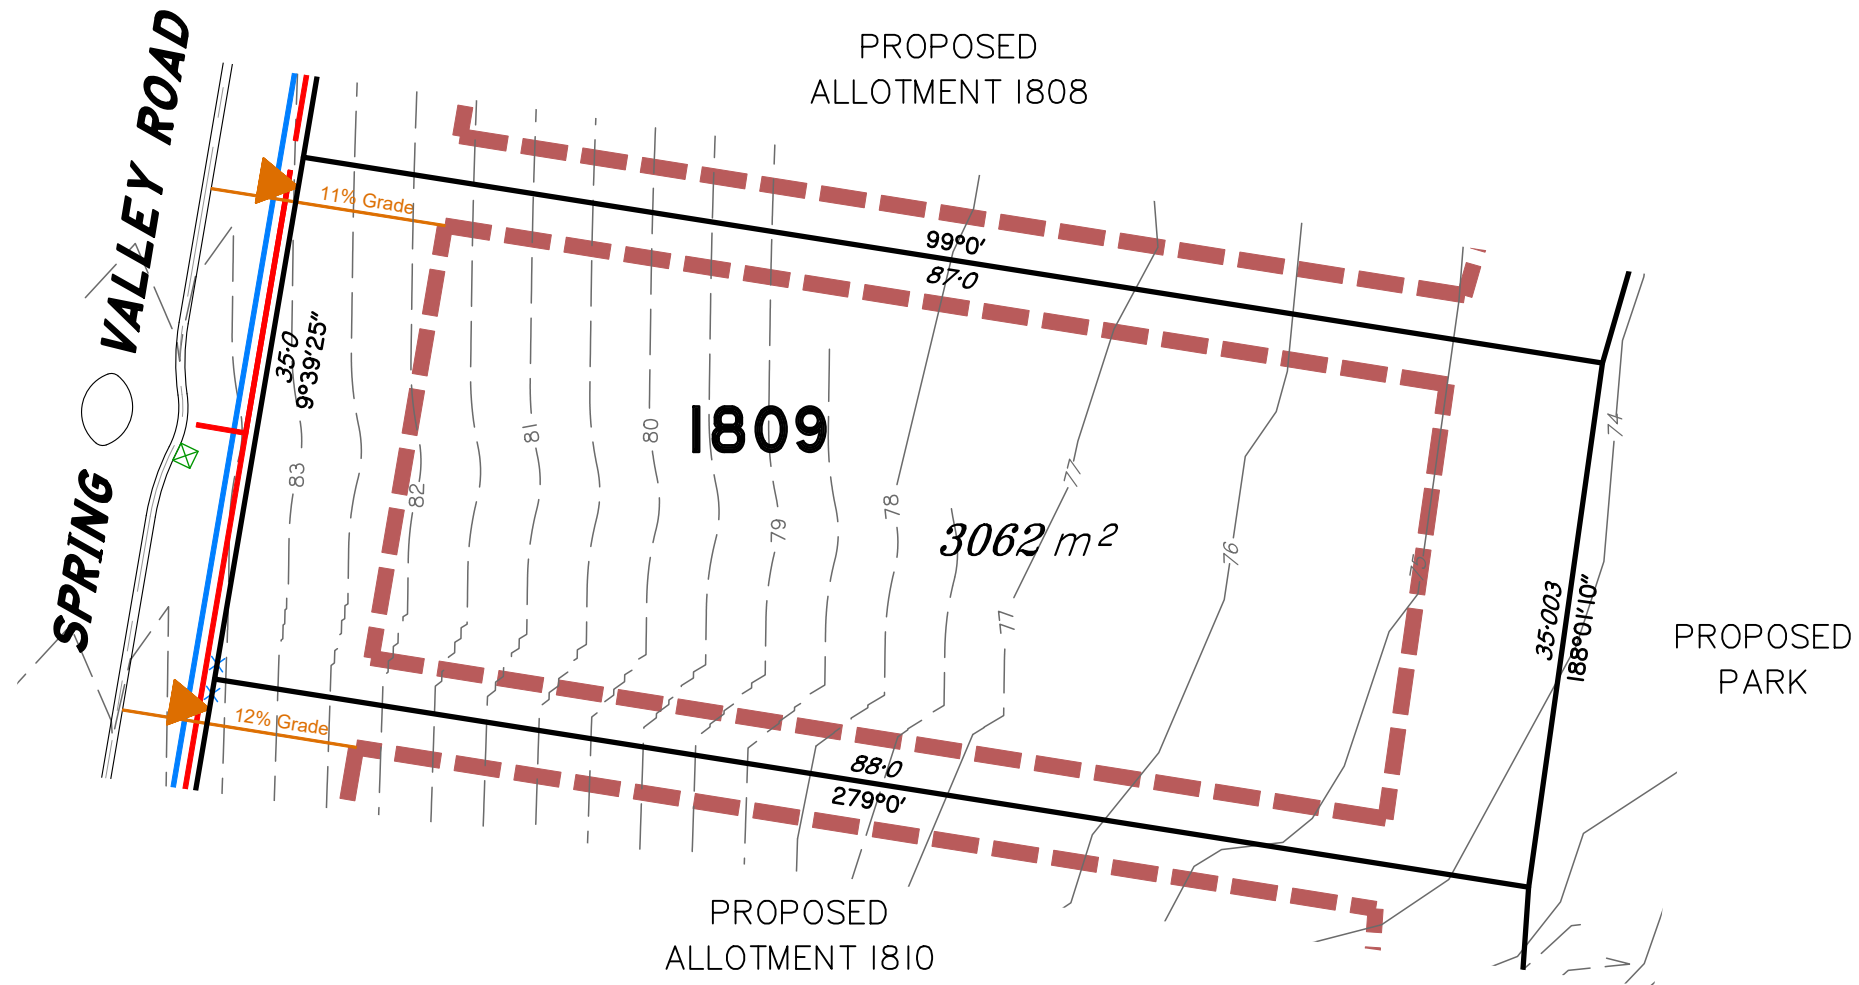 PROPOSED
ALLOTMENT 1808
SPRING VALLEY ROAD
11% Grade
99°0'
87·0
35·0
9°39'25"
1809
3062 m²
83
82
81
80
79
78
77
77
76
75
74
35·003
188°01'10"
PROPOSED
PARK
12% Grade
88·0
279°0'
PROPOSED
ALLOTMENT 1810